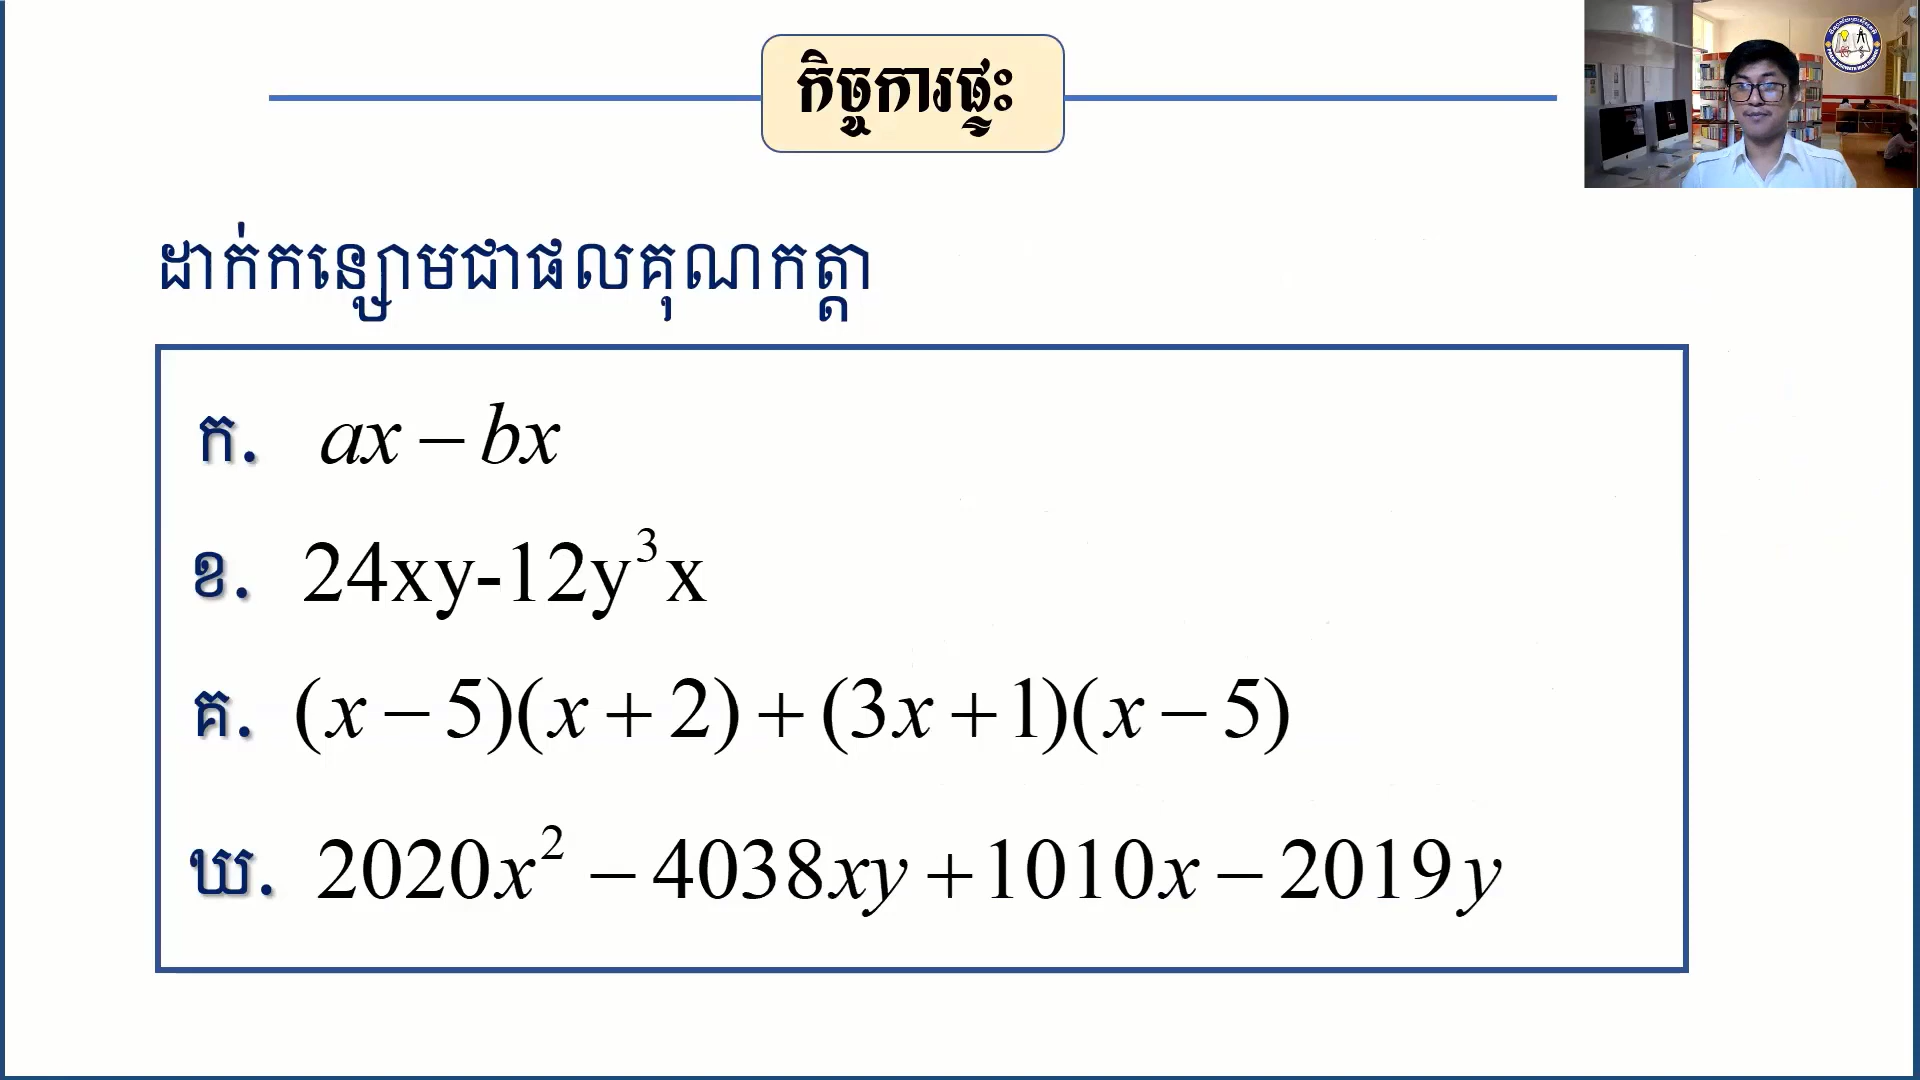 កិច្ចការផ្ទះ
ដាក់កន្សោមជាផលគុណកត្តា
ក. ax − bx
ខ. 24xy-12y³x
គ. (x − 5)(x + 2) + (3x + 1)(x − 5)
ឃ. 2020x² − 4038xy + 1010x − 2019y